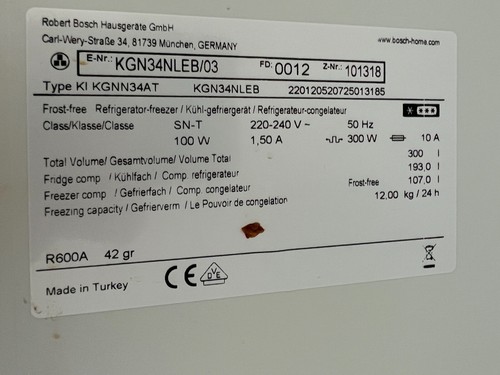 Robert Bosch Hausgeräte GmbH
Carl-Wery-Straße 34, 81739 München, GERMANY
www.bosch-home.com
E-Nr.: KGN34NLEB/03 FD: 0012 Z-Nr.: 101318
Type KI KGNN34AT KGN34NLEB 220120520725013185
Frost-free Refrigerator-freezer / Kühl-gefriergerät / Refrigerateur-congelateur
Class/Klasse/Classe SN-T 220-240 V ~ 50 Hz
100 W 1,50 A 300 W 10 A
Total Volume/ Gesamtvolume/ Volume Total 300 l
Fridge comp / Kühlfach / Comp. refrigerateur 193,0 l
Freezer comp / Gefrierfach / Comp. congelateur Frost-free 107,0 l
Freezing capacity / Gefrierverm / Le Pouvoir de congelation 12,00 kg / 24 h
R600A 42 gr
CE VDE
Made in Turkey